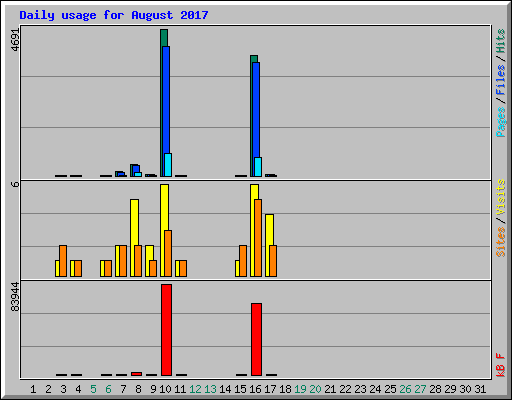 Daily usage for August 2017
4691
Pages / Files / Hits
6
Sites / Visits
83944
kB F
1 2 3 4 5 6 7 8 9 10 11 12 13 14 15 16 17 18 19 20 21 22 23 24 25 26 27 28 29 30 31